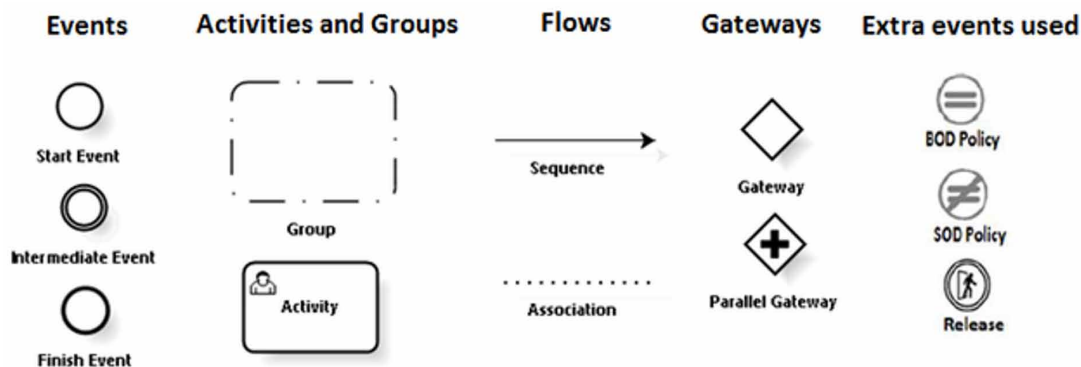 Events
Activities and Groups
Flows
Gateways
Extra events used
Start Event
Intermediate Event
Finish Event
Group
Activity
Sequence
Association
Gateway
Parallel Gateway
BOD Policy
SOD Policy
Release